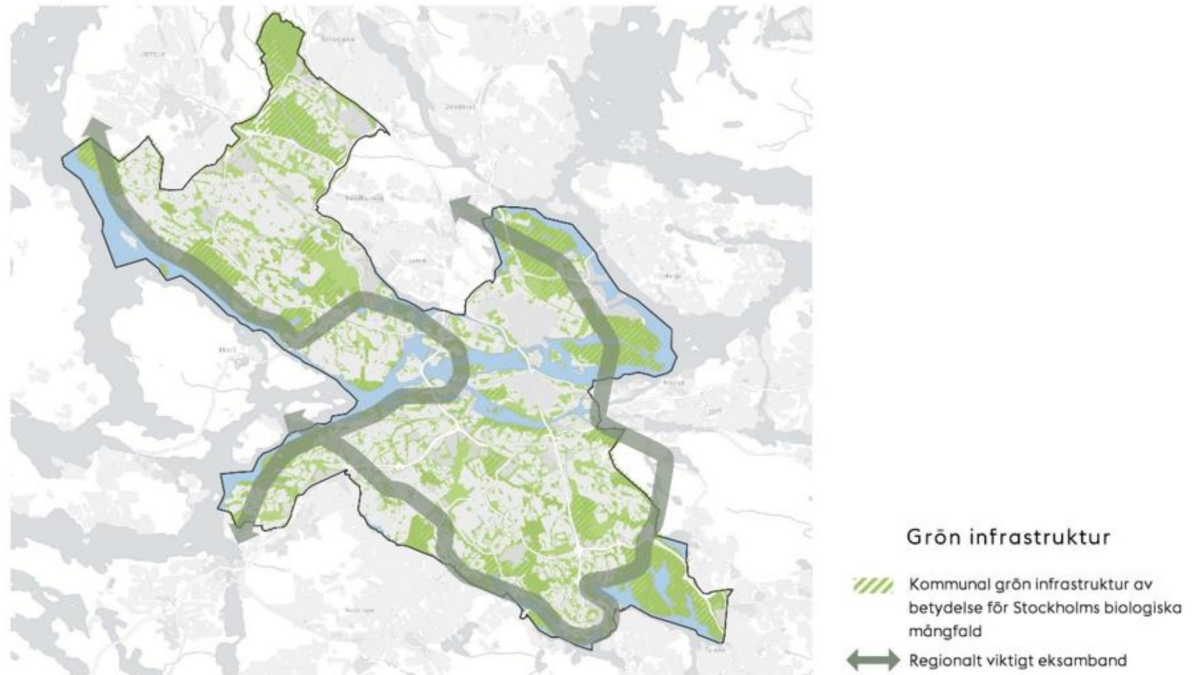 Grön infrastruktur
Kommunal grön infrastruktur av
betydelse för Stockholms biologiska
mångfald
Regionalt viktigt eksamband